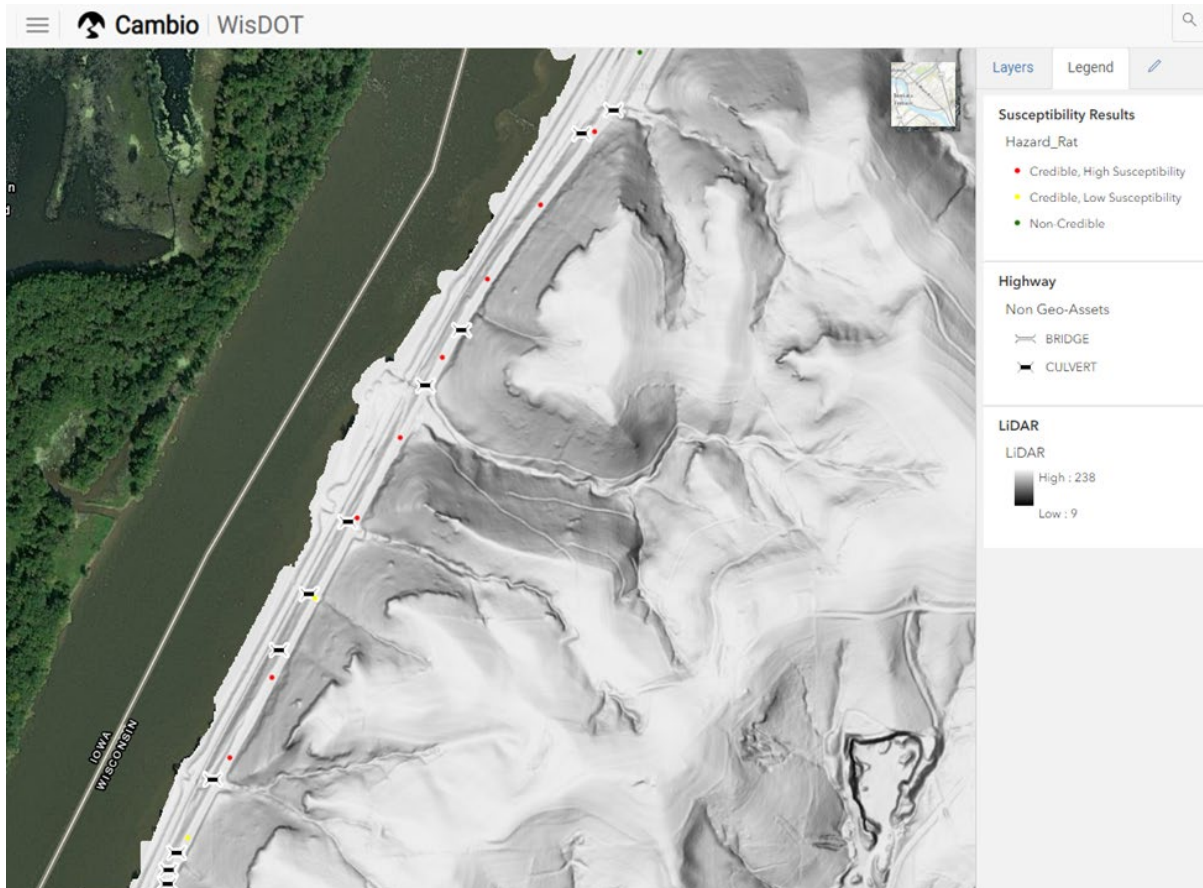 Cambio | WisDOT
Layers
Legend
Susceptibility Results
Hazard_Rat
Credible, High Susceptibility
Credible, Low Susceptibility
Non-Credible
Highway
Non Geo-Assets
BRIDGE
CULVERT
LiDAR
LiDAR
High : 238
Low : 9
n
d
IOWA
WISCONSIN